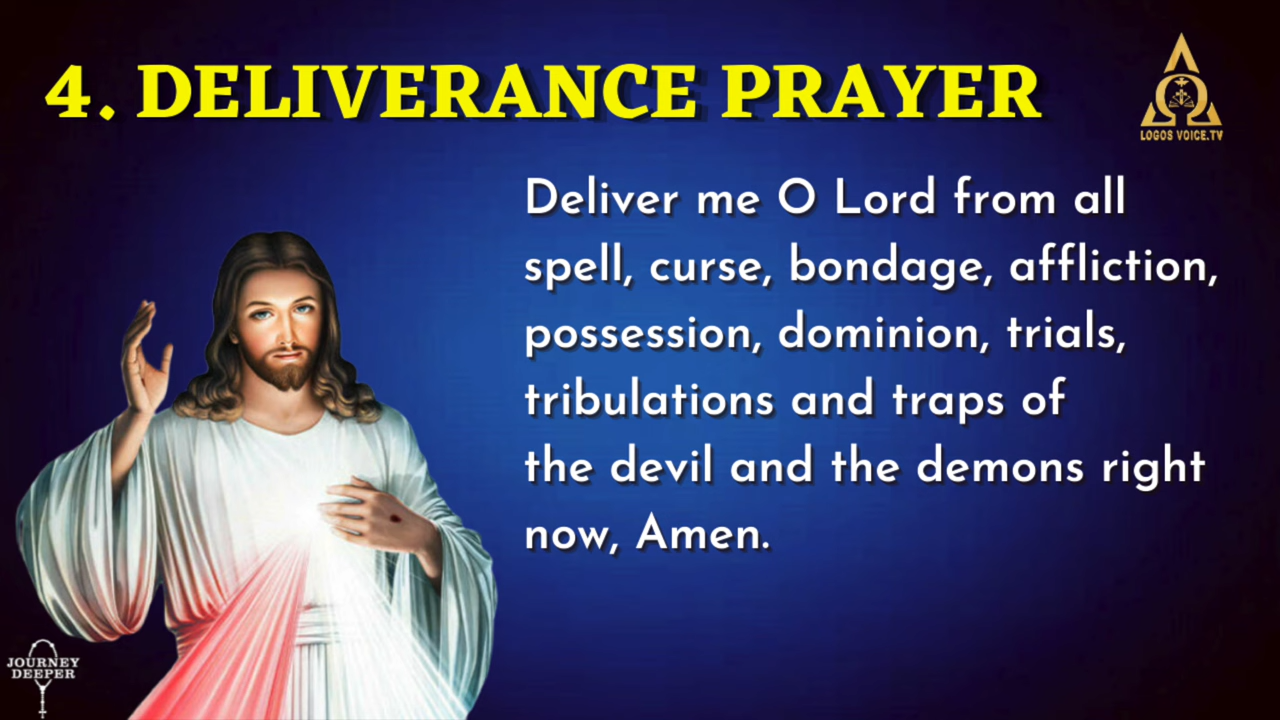 4. DELIVERANCE PRAYER
LOGOS VOICE.TV
Deliver me O Lord from all
spell, curse, bondage, affliction,
possession, dominion, trials,
tribulations and traps of
the devil and the demons right
now, Amen.
JOURNEY
DEEPER